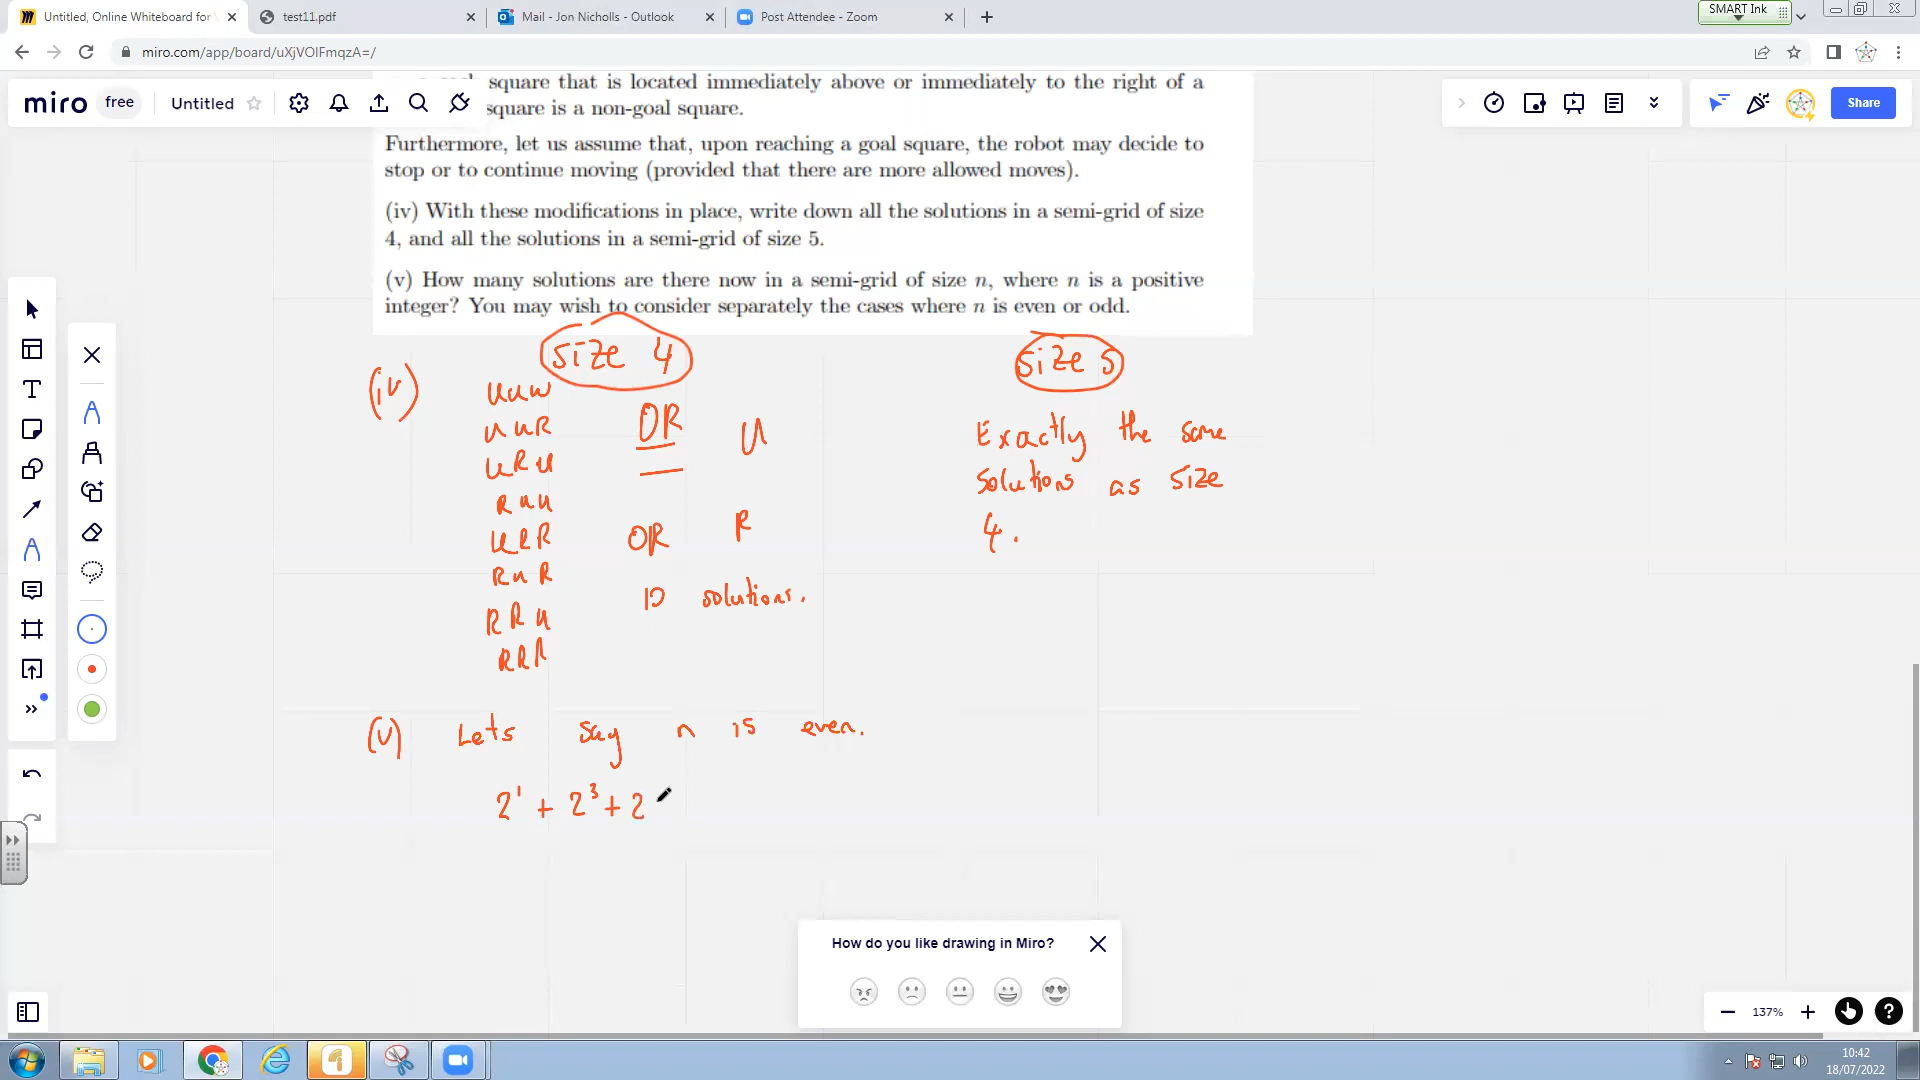 Untitled, Online Whiteboard for
test11.pdf
Mail - Jon Nicholls - Outlook
Post Attendee - Zoom
SMART Ink
miro.com/app/board/uXjVOlFmqzA=/
miro free Untitled
Share
square that is located immediately above or immediately to the right of a
square is a non-goal square.
Furthermore, let us assume that, upon reaching a goal square, the robot may decide to
stop or to continue moving (provided that there are more allowed moves).
(iv) With these modifications in place, write down all the solutions in a semi-grid of size
4, and all the solutions in a semi-grid of size 5.
(v) How many solutions are there now in a semi-grid of size n, where n is a positive
integer? You may wish to consider separately the cases where n is even or odd.
(iv) size 4
UUU
UUR
URU
RUU
URR
RUR
RRU
RRR
OR U
OR R
10 solutions.
size 5
Exactly the same
solutions as size
4.
(v) Lets say n is even.
2¹ + 2³ + 2
How do you like drawing in Miro?
137%
10:42
18/07/2022